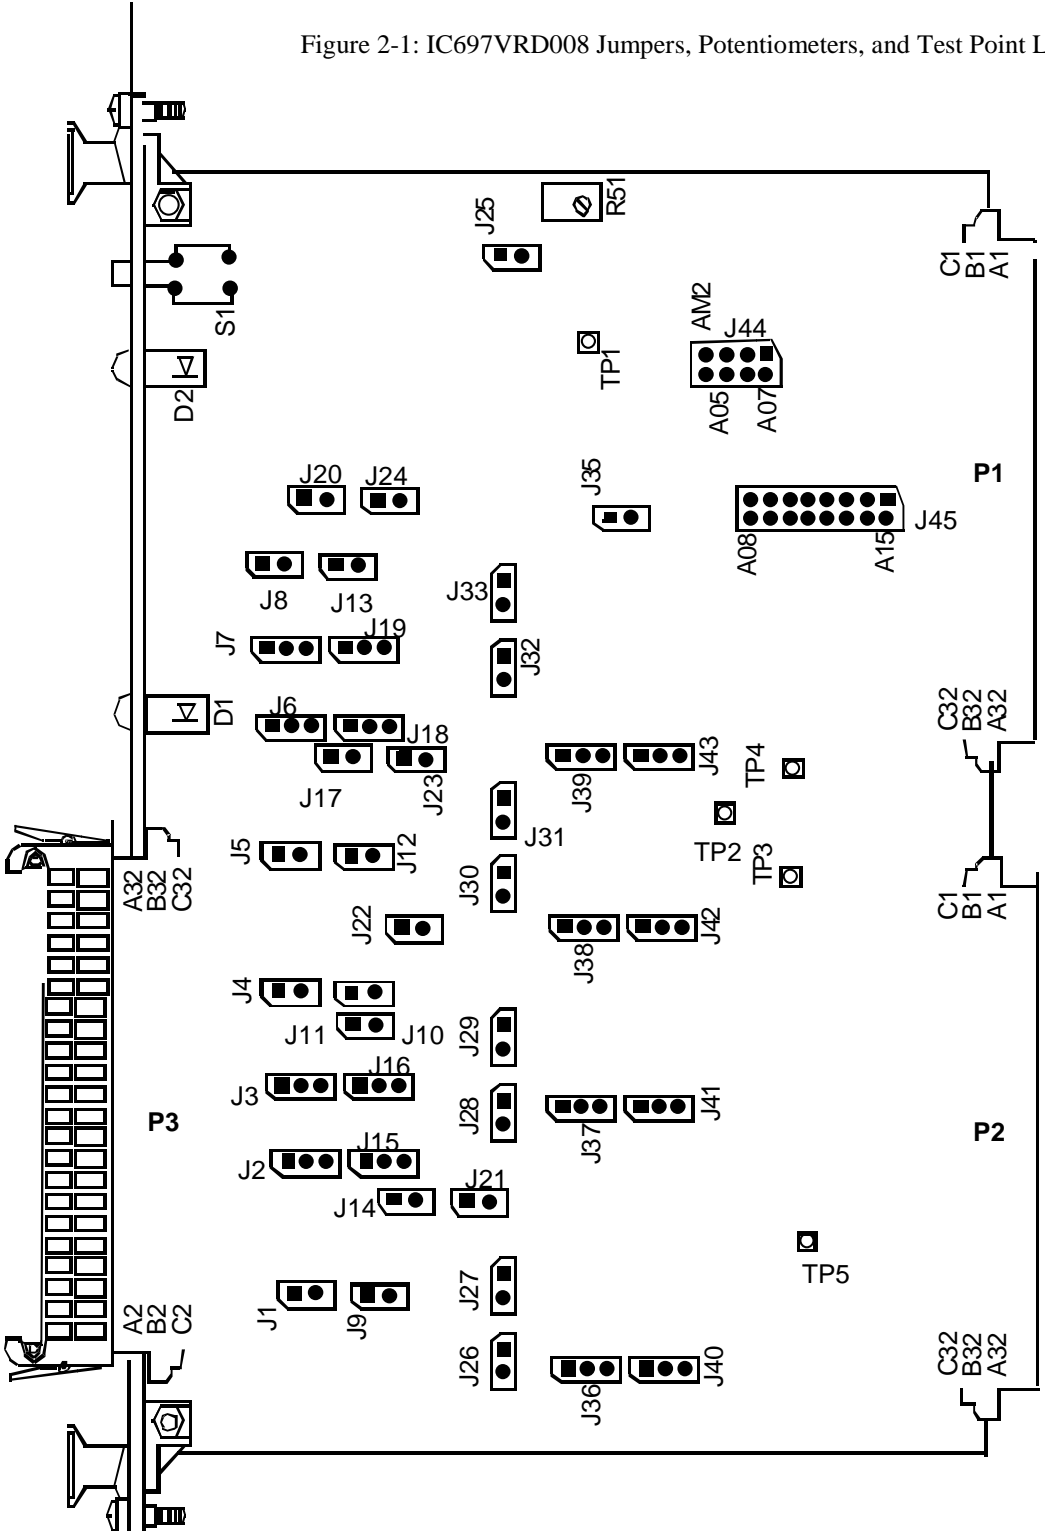 Figure 2-1: IC697VRD008 Jumpers, Potentiometers, and Test Point L
R51
J25
C1
B1
A1
S1
AM2
J44
TP1
D2
A05
A07
J20
J24
J35
P1
J45
A08
A15
J8
J13
J33
J7
J19
J32
D1
J6
J18
C32
B32
A32
J17
J23
J39
J43
TP4
J31
TP2
J5
J12
J30
TP3
A32
B32
C32
C1
B1
A1
J22
J38
J42
J4
J11
J10
J29
J3
J16
J28
J37
J41
P3
P2
J2
J15
J14
J21
TP5
J1
J9
J27
A2
B2
C2
J26
J36
J40
C32
B32
A32